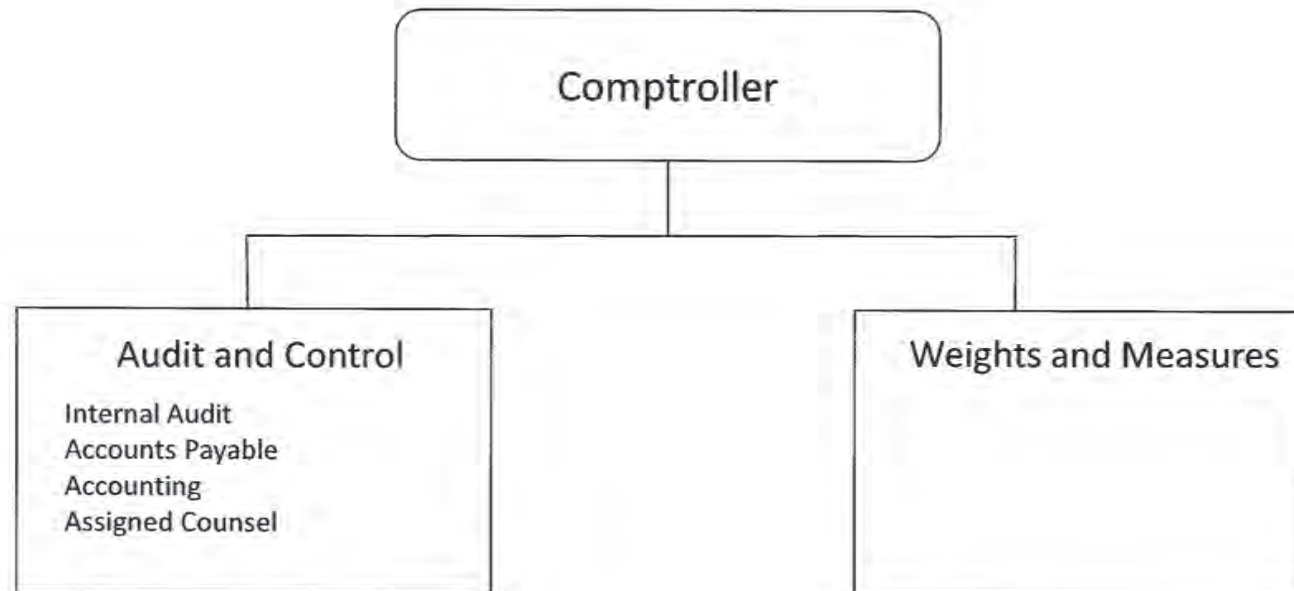 Comptroller
Audit and Control
Internal Audit
Accounts Payable
Accounting
Assigned Counsel
Weights and Measures